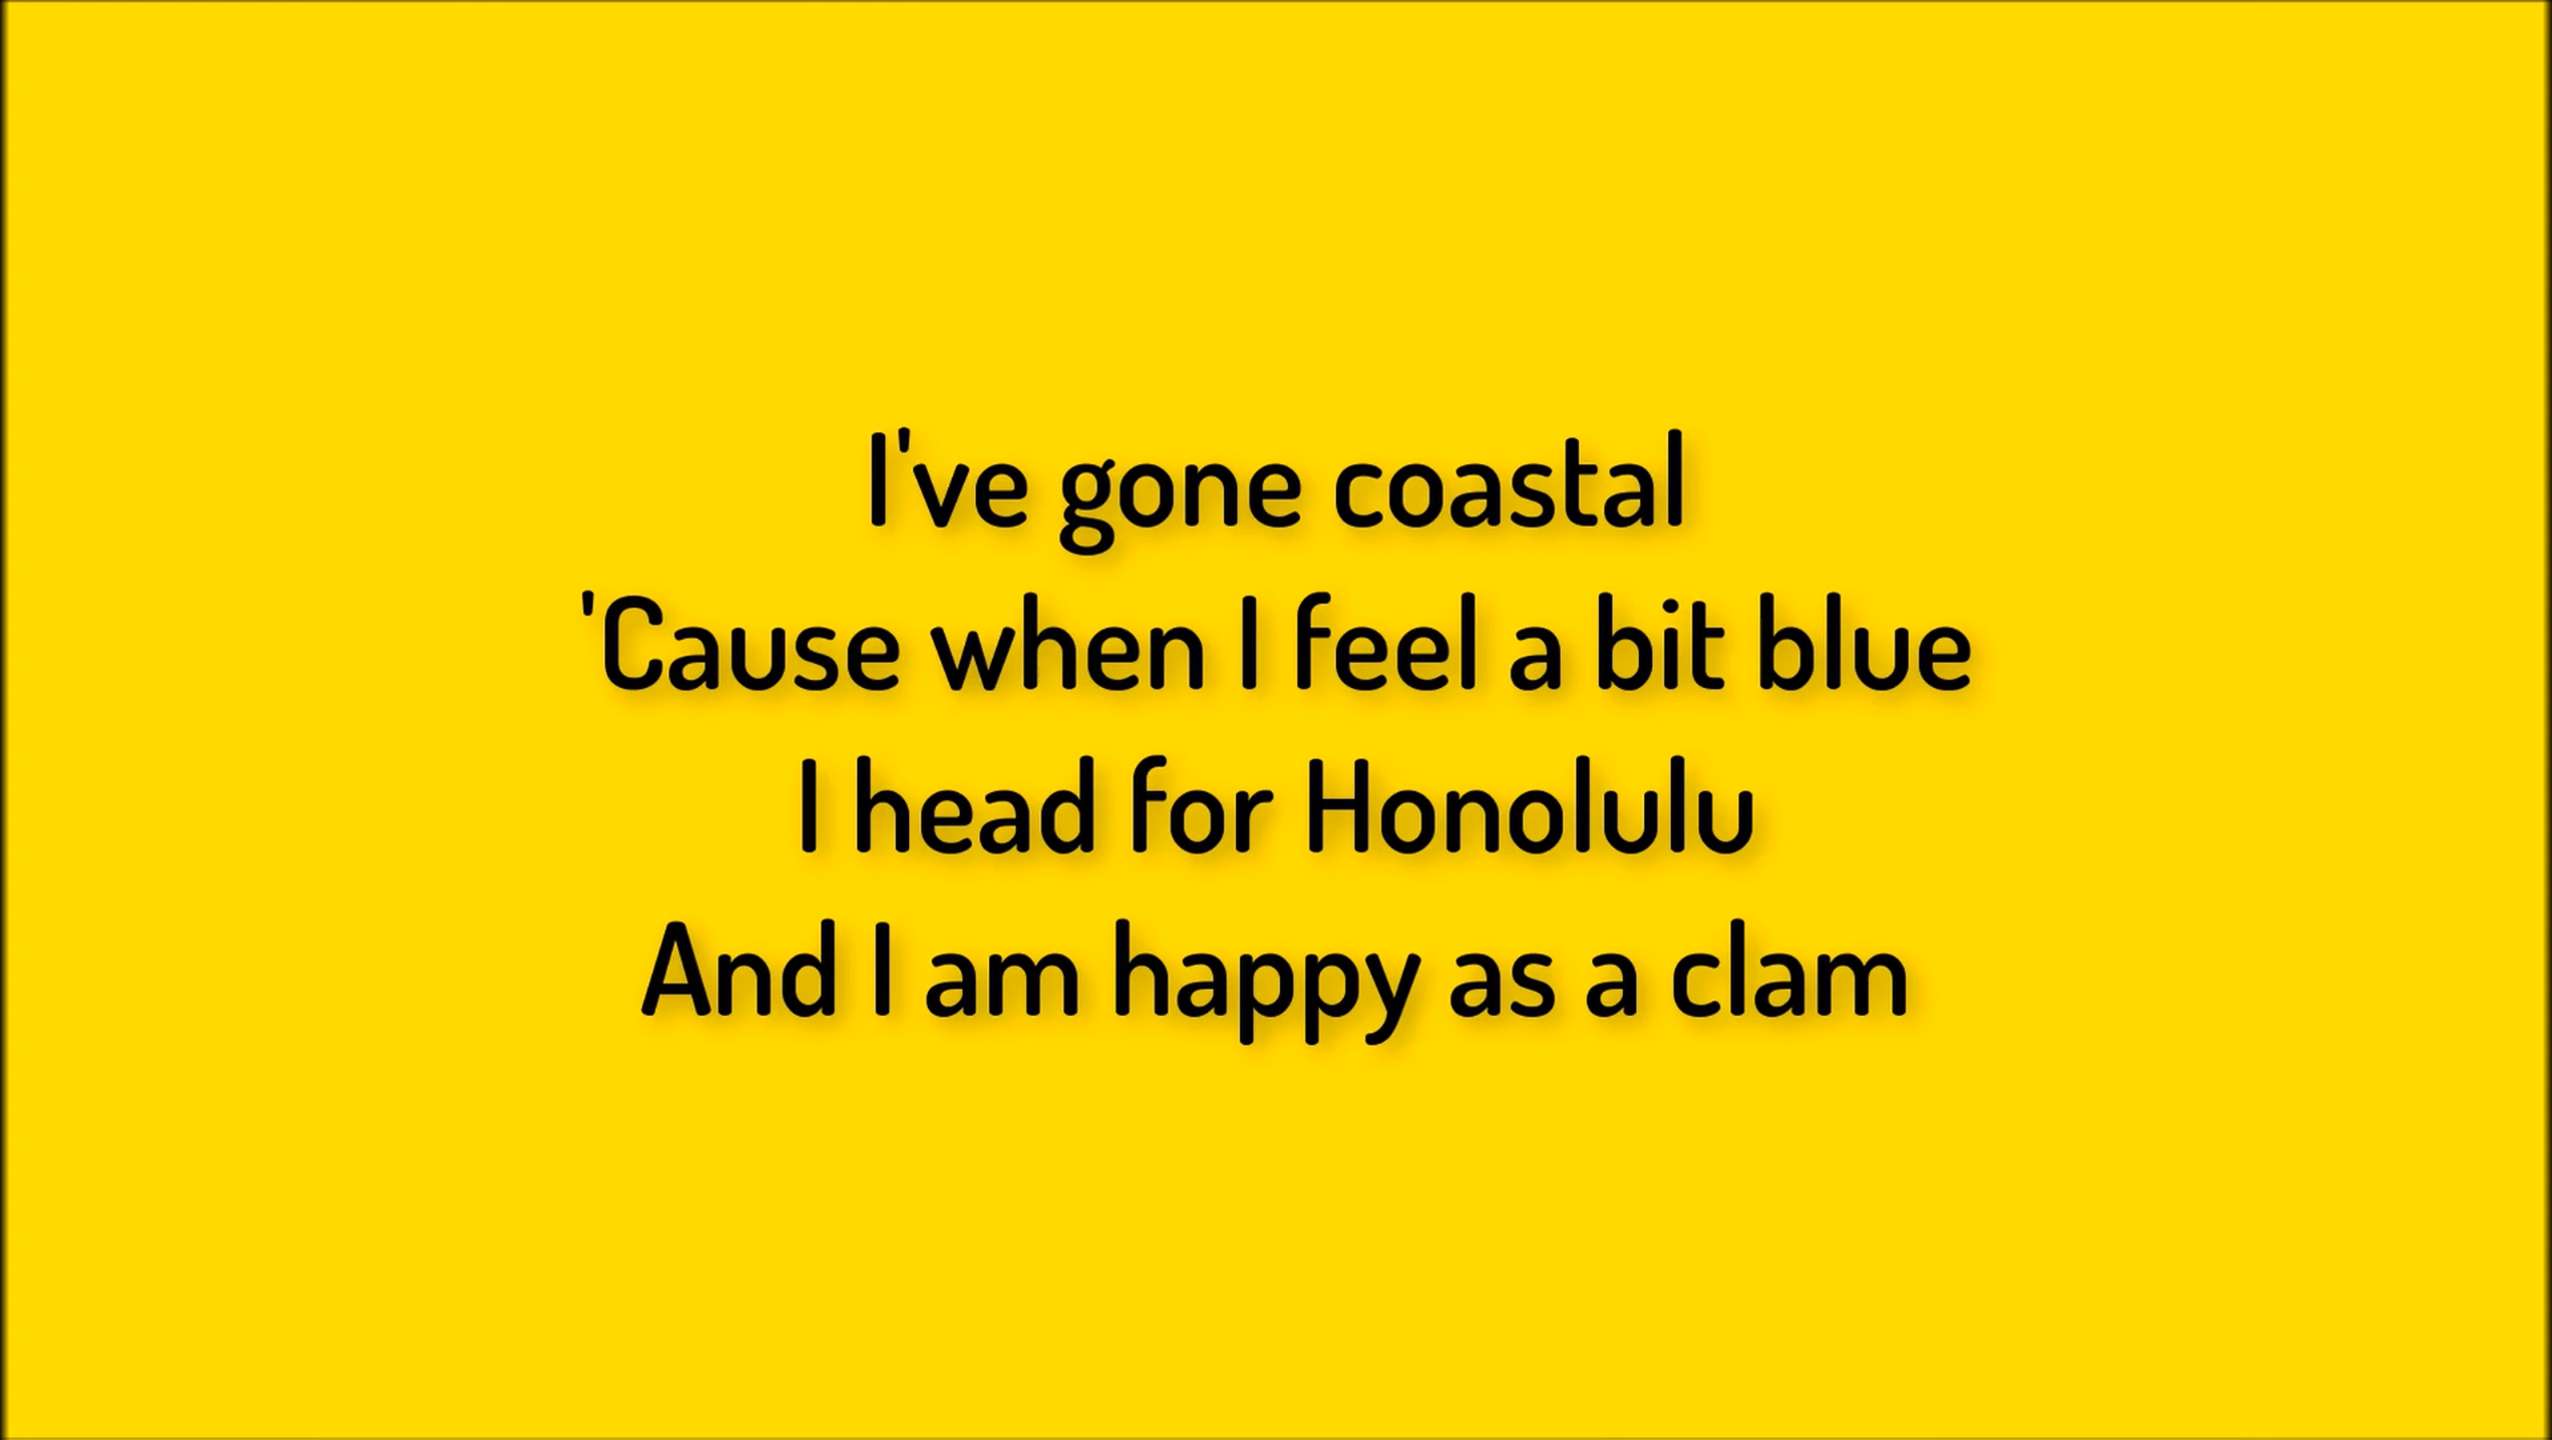 I've gone coastal
'Cause when I feel a bit blue
I head for Honolulu
And I am happy as a clam